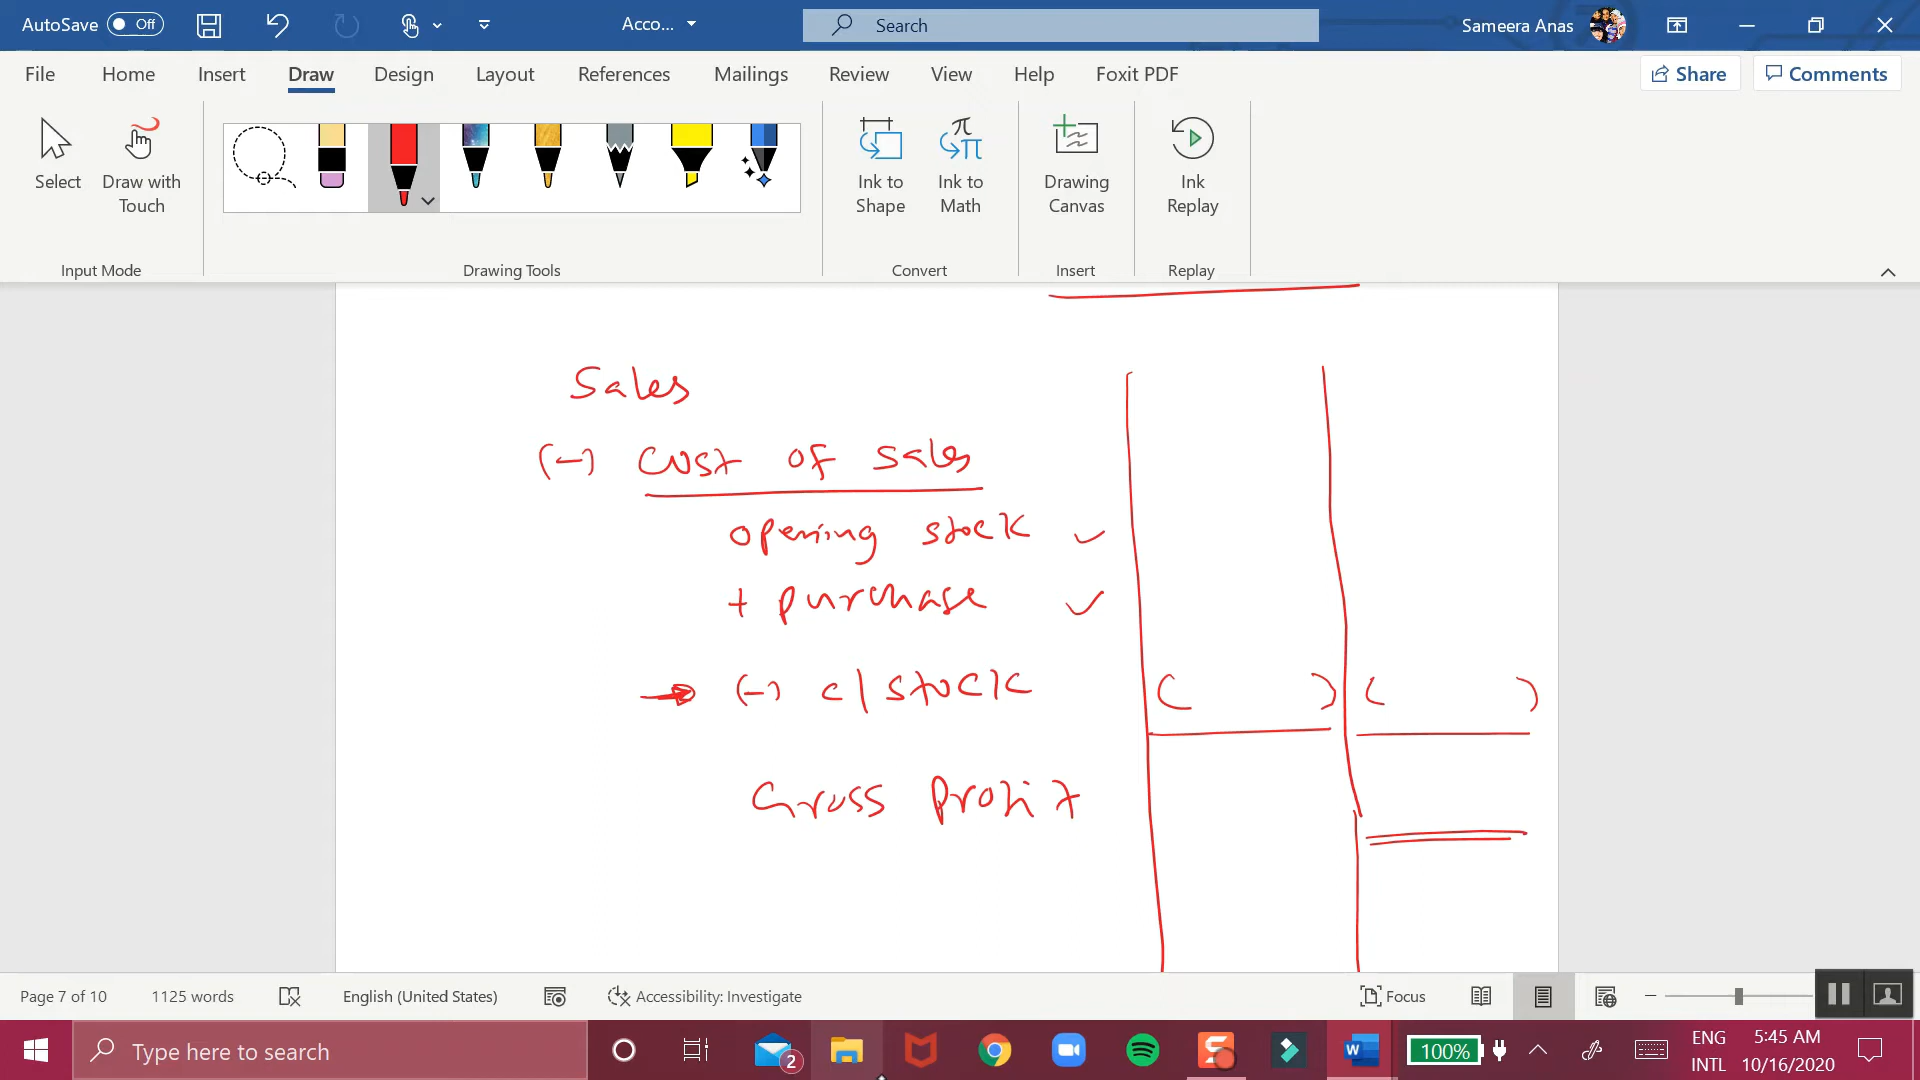 AutoSave Off Acco... Search Sameera Anas
File Home Insert Draw Design Layout References Mailings Review View Help Foxit PDF Share Comments
Select
Draw with Touch
Ink to Shape
Ink to Math
Drawing Canvas
Ink Replay
Input Mode Drawing Tools Convert Insert Replay
Sales
(-) cost of sales
opening stock ✓
+ purchase ✓
(-) c/stock ( ) ( )
Gross Profit
Page 7 of 10 1125 words English (United States) Accessibility: Investigate Focus
Type here to search 2 100% ENG 5:45 AM
INTL 10/16/2020